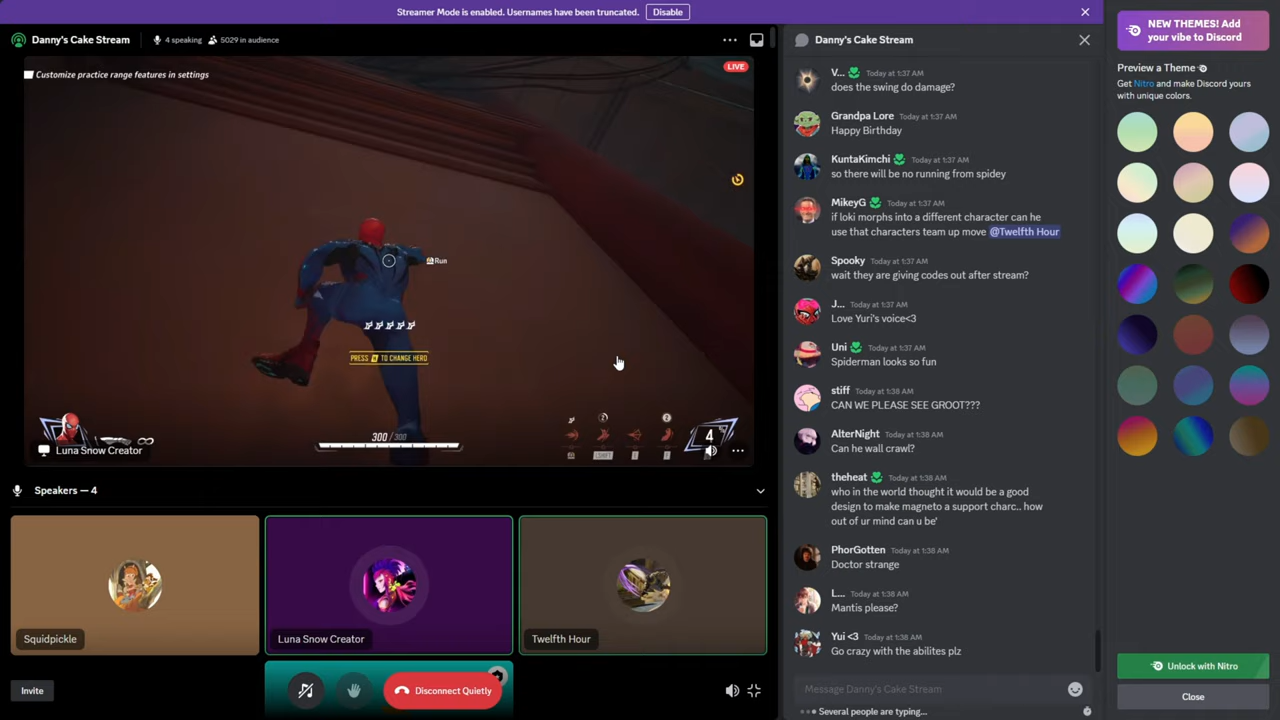 Streamer Mode is enabled. Usernames have been truncated.
Disable
Danny's Cake Stream
4 speaking
5029 in audience
Customize practice range features in settings
LIVE
Run
PRESS
TO CHANGE HERO
300 / 300
4
Luna Snow Creator
Speakers — 4
Squidpickle
Luna Snow Creator
Twelfth Hour
Invite
Disconnect Quietly
Danny's Cake Stream
V... Today at 1:37 AM
does the swing do damage?
Grandpa Lore Today at 1:37 AM
Happy Birthday
KuntaKimchi Today at 1:37 AM
so there will be no running from spidey
MikeyG Today at 1:37 AM
if loki morphs into a different character can he
use that characters team up move @Twelfth Hour
Spooky Today at 1:37 AM
wait they are giving codes out after stream?
J... Today at 1:37 AM
Love Yuri's voice<3
Uni Today at 1:37 AM
Spiderman looks so fun
stiff Today at 1:38 AM
CAN WE PLEASE SEE GROOT???
AlterNight Today at 1:38 AM
Can he wall crawl?
theheat Today at 1:38 AM
who in the world thought it would be a good
design to make magneto a support charc.. how
out of ur mind can u be'
PhorGotten Today at 1:38 AM
Doctor strange
L... Today at 1:38 AM
Mantis please?
Yui <3 Today at 1:38 AM
Go crazy with the abilites plz
Message Danny's Cake Stream
Several people are typing...
NEW THEMES! Add
your vibe to Discord
Preview a Theme
Get Nitro and make Discord yours
with unique colors.
Unlock with Nitro
Close